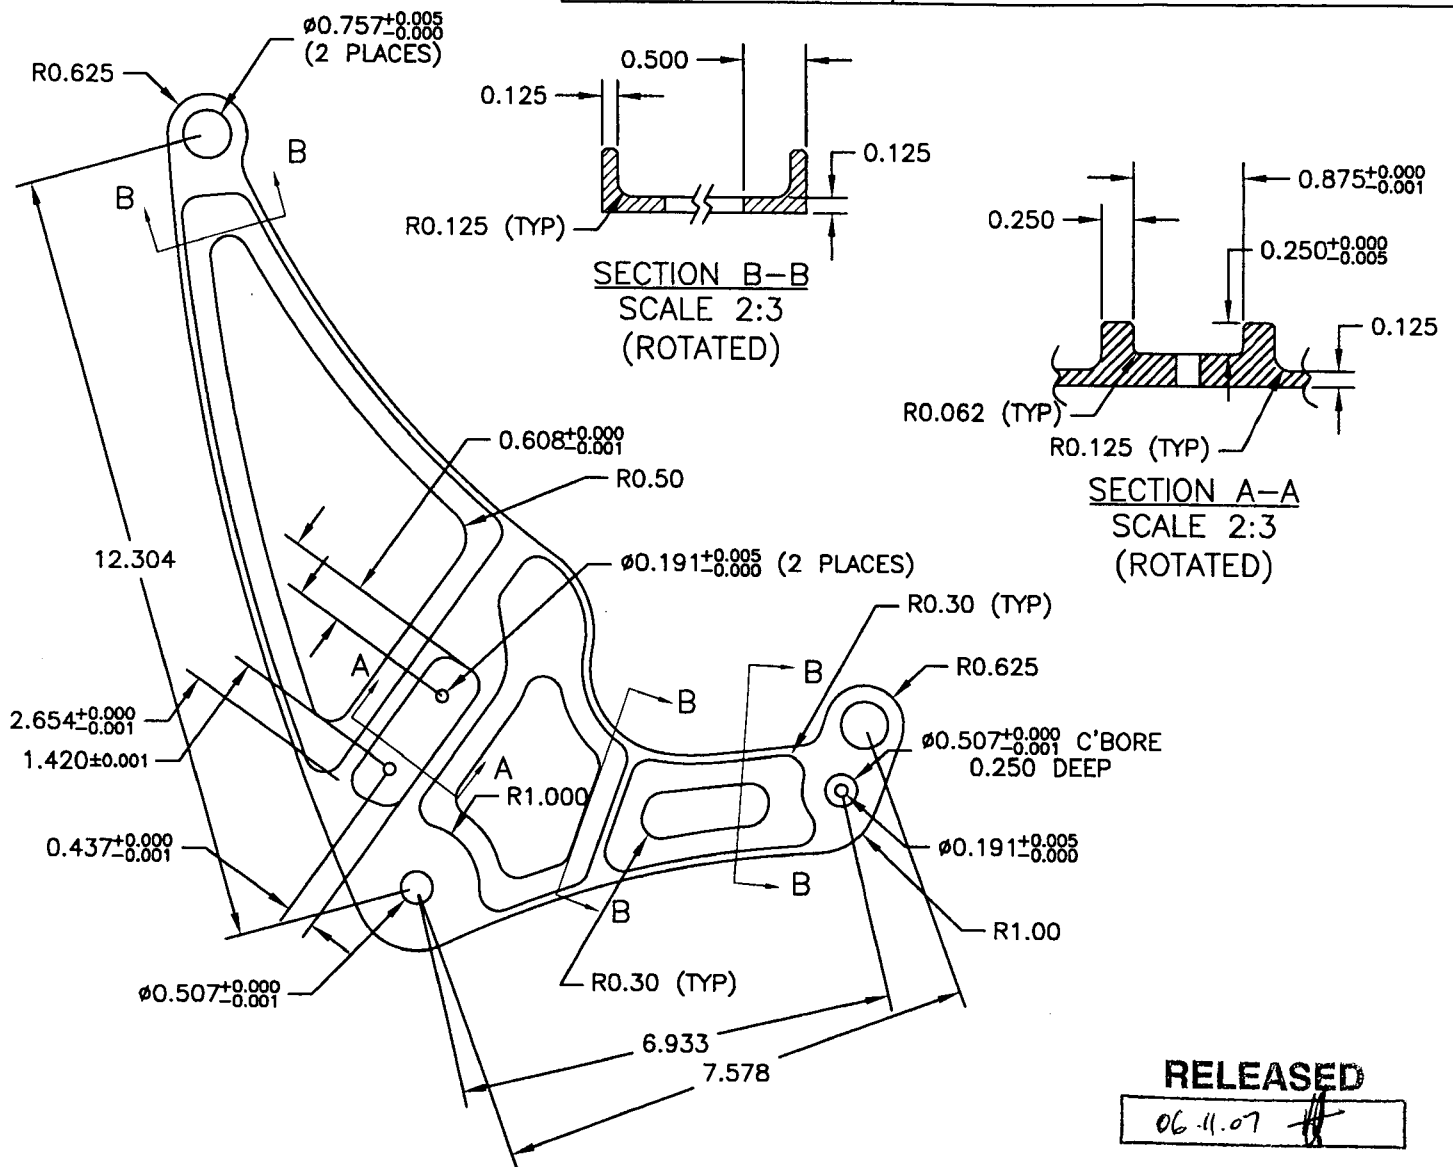 ø0.757+0.005 -0.000
(2 PLACES)
R0.625
B
B
0.500
0.125
0.125
R0.125 (TYP)
SECTION B-B
SCALE 2:3
(ROTATED)
0.875+0.000 -0.001
0.250
0.250+0.000 -0.005
0.125
R0.062 (TYP)
R0.125 (TYP)
SECTION A-A
SCALE 2:3
(ROTATED)
0.608+0.000 -0.001
R0.50
12.304
ø0.191+0.005 -0.000 (2 PLACES)
R0.30 (TYP)
A
B
B
R0.625
2.654+0.000 -0.001
1.420±0.001
ø0.507+0.000 -0.001 C'BORE
0.250 DEEP
A
R1.000
0.437+0.000 -0.001
ø0.191+0.005 -0.000
B
B
R1.00
ø0.507+0.000 -0.001
R0.30 (TYP)
6.933
7.578
RELEASED
06.11.07